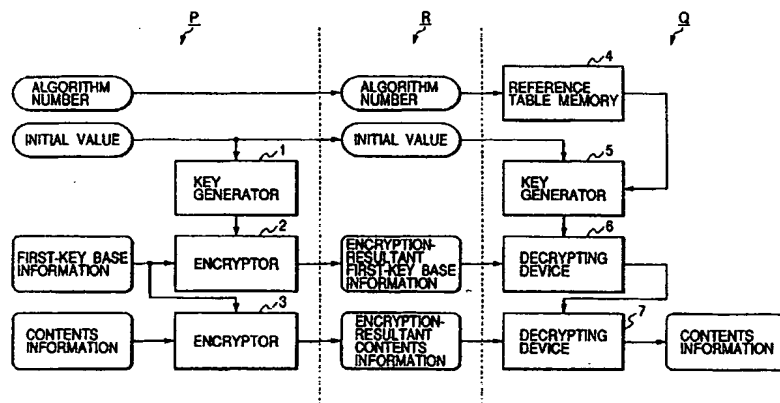 P
R
Q
ALGORITHM
NUMBER
ALGORITHM
NUMBER
4
REFERENCE
TABLE MEMORY
INITIAL VALUE
INITIAL VALUE
1
KEY
GENERATOR
5
KEY
GENERATOR
2
FIRST-KEY BASE
INFORMATION
ENCRYPTOR
ENCRYPTION-
RESULTANT
FIRST-KEY BASE
INFORMATION
6
DECRYPTING
DEVICE
3
CONTENTS
INFORMATION
ENCRYPTOR
ENCRYPTION-
RESULTANT
CONTENTS
INFORMATION
7
DECRYPTING
DEVICE
CONTENTS
INFORMATION